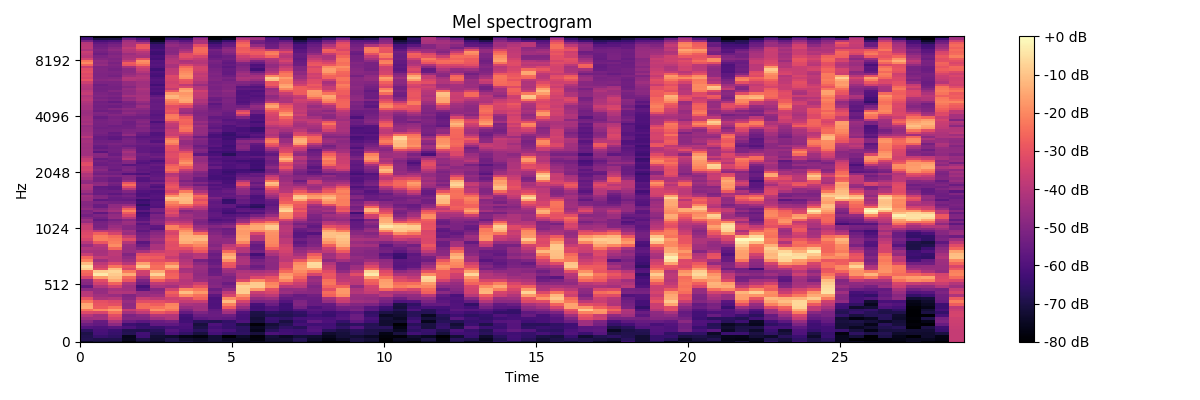 Mel spectrogram
Hz
8192
4096
2048
1024
512
0
0 5 10 15 20 25
Time
+0 dB
-10 dB
-20 dB
-30 dB
-40 dB
-50 dB
-60 dB
-70 dB
-80 dB